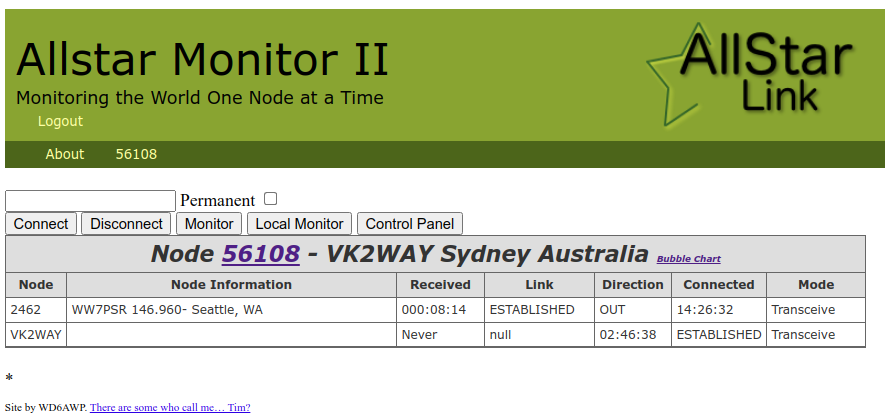 Allstar Monitor II
Monitoring the World One Node at a Time
Logout
AllStar
Link
About 56108
Permanent
Connect Disconnect Monitor Local Monitor Control Panel
Node 56108 - VK2WAY Sydney Australia Bubble Chart
Node Node Information Received Link Direction Connected Mode
2462 WW7PSR 146.960- Seattle, WA 000:08:14 ESTABLISHED OUT 14:26:32 Transceive
VK2WAY Never null 02:46:38 ESTABLISHED Transceive
*
Site by WD6AWP. There are some who call me... Tim?